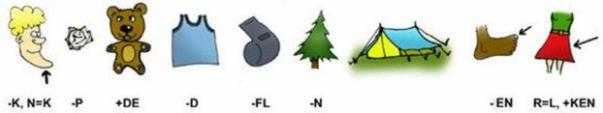 -K, N=K -P +DE -D -FL -N - EN R=L, +KEN